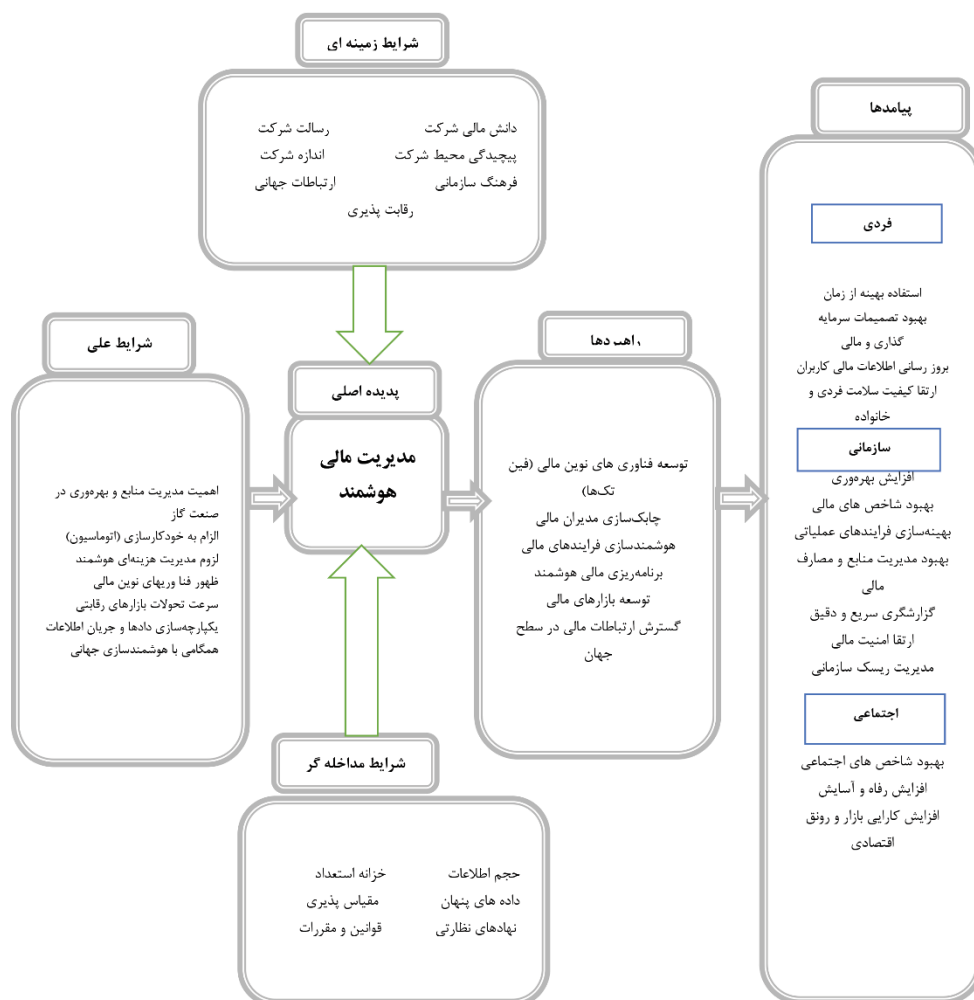 شرایط زمینه ای
دانش مالی شرکت رسالت شرکت
پیچیدگی محیط شرکت اندازه شرکت
فرهنگ سازمانی ارتباطات جهانی
رقابت پذیری
شرایط علی
اهمیت مدیریت منابع و بهره‌وری در
صنعت گاز
الزام به خودکارسازی (اتوماسیون)
لزوم مدیریت هزینه‌ای هوشمند
ظهور فنا وریهای نوین مالی
سرعت تحولات بازارهای رقابتی
یکپارچه‌سازی دادها و جریان اطلاعات
همگامی با هوشمندسازی جهانی
پدیده اصلی
مدیریت مالی
هوشمند
شرایط مداخله گر
حجم اطلاعات خزانه استعداد
داده های پنهان مقیاس پذیری
نهادهای نظارتی قوانین و مقررات
راهبردها
توسعه فناوری های نوین مالی (فین
تک‌ها)
چابک‌سازی مدیران مالی
هوشمندسازی فرایندهای مالی
برنامه‌ریزی مالی هوشمند
توسعه بازارهای مالی
گسترش ارتباطات مالی در سطح
جهان
پیامدها
فردی
استفاده بهینه از زمان
بهبود تصمیمات سرمایه
گذاری و مالی
بروز رسانی اطلاعات مالی کاربران
ارتقا کیفیت سلامت فردی و
خانواده
سازمانی
افزایش بهره‌وری
بهبود شاخص های مالی
بهینه‌سازی فرایندهای عملیاتی
بهبود مدیریت منابع و مصارف
مالی
گزارشگری سریع و دقیق
ارتقا امنیت مالی
مدیریت ریسک سازمانی
اجتماعی
بهبود شاخص های اجتماعی
افزایش رفاه و آسایش
افزایش کارایی بازار و رونق
اقتصادی